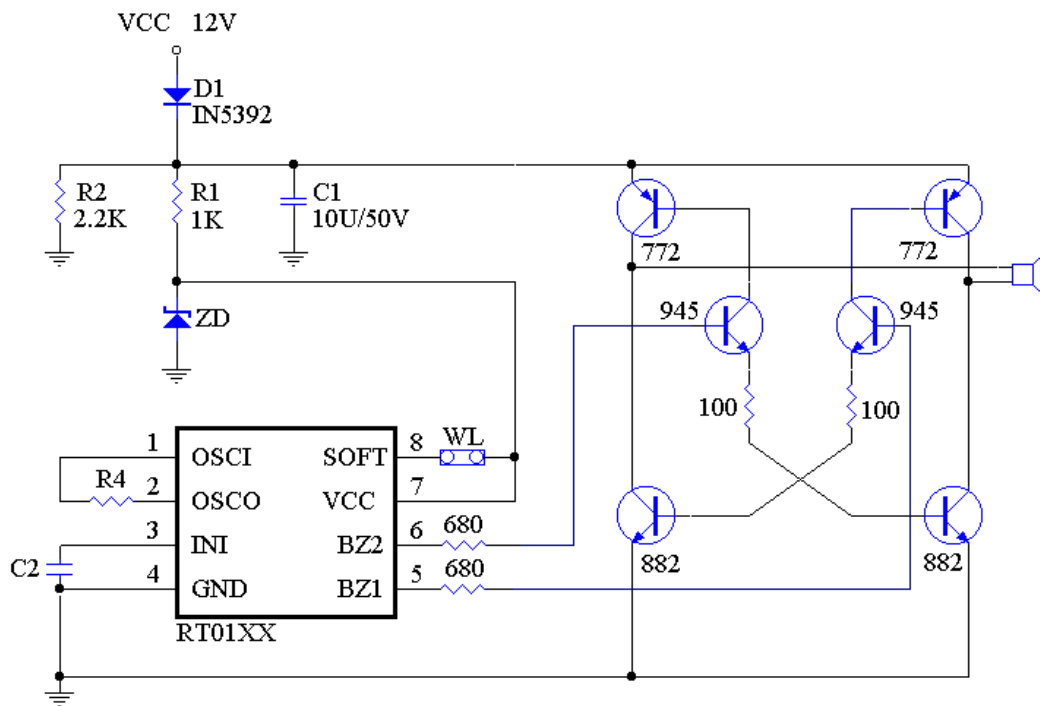 VCC 12V
D1
IN5392
R2
2.2K
R1
1K
C1
10U/50V
772
772
ZD
945
945
100
100
1
OSCI
SOFT
8
WL
R4
2
OSCO
VCC
7
3
INI
BZ2
6
680
C2
4
GND
BZ1
5
680
882
882
RT01XX